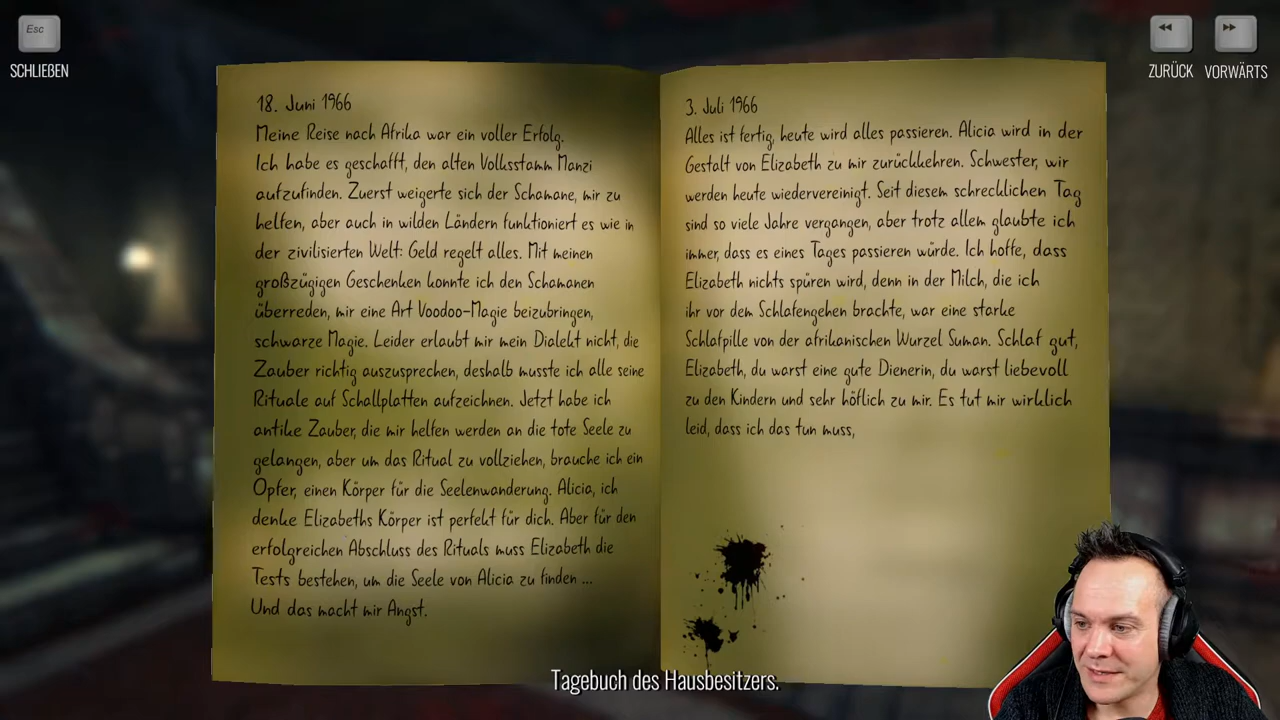 Esc
SCHLIEßEN
ZURÜCK VORWÄRTS
18. Juni 1966
Meine Reise nach Afrika war ein voller Erfolg.
Ich habe es geschafft, den alten Volksstamm Manzi
aufzufinden. Zuerst weigerte sich der Schamane, mir zu
helfen, aber auch in wilden Ländern funktioniert es wie in
der zivilisierten Welt: Geld regelt alles. Mit meinen
großzügigen Geschenken konnte ich den Schamanen
überreden, mir eine Art Voodoo-Magie beizubringen,
schwarze Magie. Leider erlaubt mir mein Dialekt nicht, die
Zauber richtig auszusprechen, deshalb musste ich alle seine
Rituale auf Schallplatten aufzeichnen. Jetzt habe ich
antike Zauber, die mir helfen werden an die tote Seele zu
gelangen, aber um das Ritual zu vollziehen, brauche ich ein
Opfer, einen Körper für die Seelenwanderung. Alicia, ich
denke Elizabeths Körper ist perfekt für dich. Aber für den
erfolgreichen Abschluss des Rituals muss Elizabeth die
Tests bestehen, um die Seele von Alicia zu finden ...
Und das macht mir Angst.
3. Juli 1966
Alles ist fertig, heute wird alles passieren. Alicia wird in der
Gestalt von Elizabeth zu mir zurückkehren. Schwester, wir
werden heute wiedervereinigt. Seit diesem schrecklichen Tag
sind so viele Jahre vergangen, aber trotz allem glaubte ich
immer, dass es eines Tages passieren würde. Ich hoffe, dass
Elizabeth nichts spüren wird, denn in der Milch, die ich
ihr vor dem Schlafengehen brachte, war eine starke
Schlafpille von der afrikanischen Wurzel Suman. Schlaf gut,
Elizabeth, du warst eine gute Dienerin, du warst liebevoll
zu den Kindern und sehr höflich zu mir. Es tut mir wirklich
leid, dass ich das tun muss,
Tagebuch des Hausbesitzers.